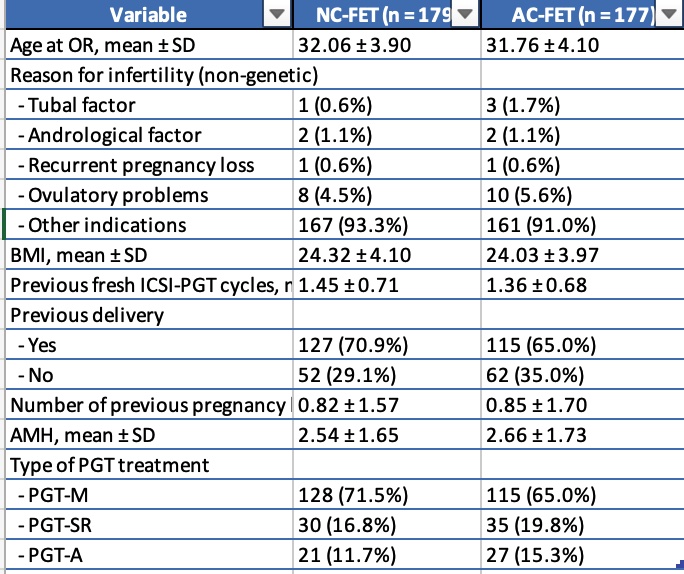 Variable NC-FET (n = 179 AC-FET (n = 177)
Age at OR, mean ± SD 32.06 ± 3.90 31.76 ± 4.10
Reason for infertility (non-genetic)
- Tubal factor 1 (0.6%) 3 (1.7%)
- Andrological factor 2 (1.1%) 2 (1.1%)
- Recurrent pregnancy loss 1 (0.6%) 1 (0.6%)
- Ovulatory problems 8 (4.5%) 10 (5.6%)
- Other indications 167 (93.3%) 161 (91.0%)
BMI, mean ± SD 24.32 ± 4.10 24.03 ± 3.97
Previous fresh ICSI-PGT cycles, 1.45 ± 0.71 1.36 ± 0.68
Previous delivery
- Yes 127 (70.9%) 115 (65.0%)
- No 52 (29.1%) 62 (35.0%)
Number of previous pregnancy 0.82 ± 1.57 0.85 ± 1.70
AMH, mean ± SD 2.54 ± 1.65 2.66 ± 1.73
Type of PGT treatment
- PGT-M 128 (71.5%) 115 (65.0%)
- PGT-SR 30 (16.8%) 35 (19.8%)
- PGT-A 21 (11.7%) 27 (15.3%)